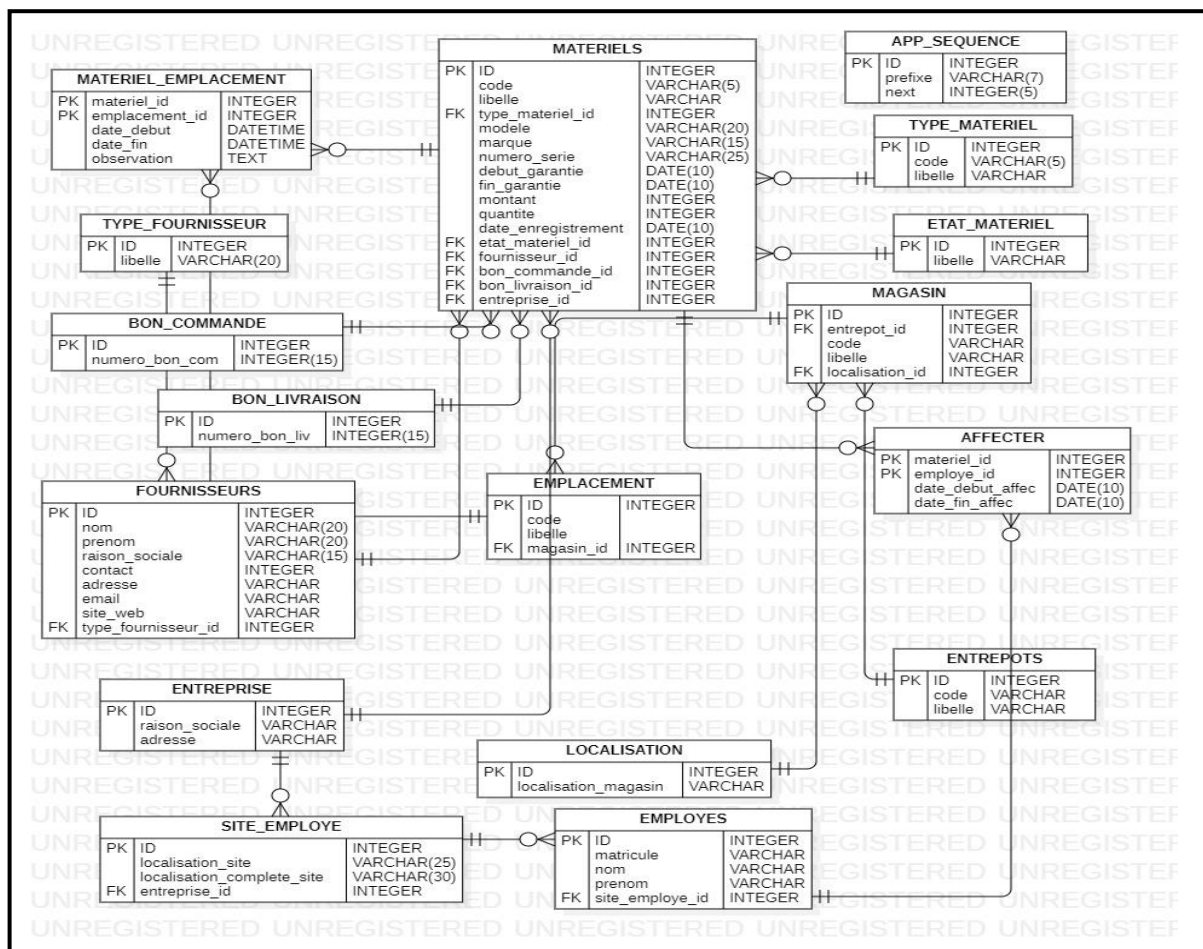 UNREGISTERED UNREGISTERED
MATERIELS
PK ID INTEGER
code VARCHAR(5)
libelle VARCHAR
FK type_materiel_id INTEGER
modele VARCHAR(20)
marque VARCHAR(15)
numero_serie VARCHAR(25)
debut_garantie DATE(10)
fin_garantie DATE(10)
montant INTEGER
quantite INTEGER
date_enregistrement DATE(10)
FK etat_materiel_id INTEGER
FK fournisseur_id INTEGER
FK bon_commande_id INTEGER
FK bon_livraison_id INTEGER
FK entreprise_id INTEGER
APP_SEQUENCE
PK ID INTEGER
prefixe VARCHAR(7)
next INTEGER(5)
MATERIEL_EMPLACEMENT
PK materiel_id INTEGER
PK emplacement_id INTEGER
date_debut DATETIME
date_fin DATETIME
observation TEXT
TYPE_MATERIEL
PK ID INTEGER
code VARCHAR(5)
libelle VARCHAR
TYPE_FOURNISSEUR
PK ID INTEGER
libelle VARCHAR(20)
ETAT_MATERIEL
PK ID INTEGER
libelle VARCHAR
MAGASIN
PK ID INTEGER
FK entrepot_id INTEGER
code VARCHAR
libelle VARCHAR
FK localisation_id INTEGER
BON_COMMANDE
PK ID INTEGER
numero_bon_com INTEGER(15)
BON_LIVRAISON
PK ID INTEGER
numero_bon_liv INTEGER(15)
AFFECTER
PK materiel_id INTEGER
PK employe_id INTEGER
date_debut_affec DATE(10)
date_fin_affec DATE(10)
FOURNISSEURS
PK ID INTEGER
nom VARCHAR(20)
prenom VARCHAR(20)
raison_sociale VARCHAR(15)
contact INTEGER
adresse VARCHAR
email VARCHAR
site_web VARCHAR
FK type_fournisseur_id INTEGER
EMPLACEMENT
PK ID INTEGER
code
libelle
FK magasin_id INTEGER
ENTREPOTS
PK ID INTEGER
code VARCHAR
libelle VARCHAR
ENTREPRISE
PK ID INTEGER
raison_sociale VARCHAR
adresse VARCHAR
LOCALISATION
PK ID INTEGER
localisation_magasin VARCHAR
SITE_EMPLOYE
PK ID INTEGER
localisation_site VARCHAR(25)
localisation_complete_site VARCHAR(30)
FK entreprise_id INTEGER
EMPLOYES
PK ID INTEGER
matricule VARCHAR
nom VARCHAR
prenom VARCHAR
FK site_employe_id INTEGER